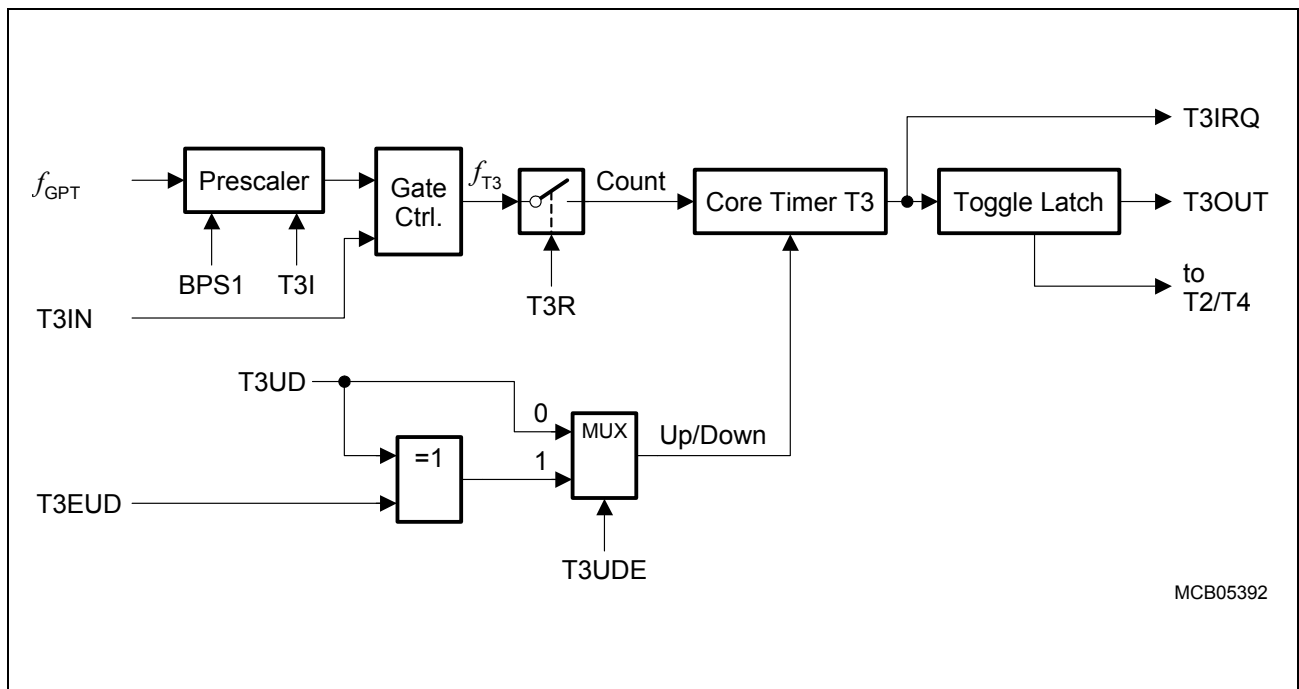 T3IRQ
fGPT
Prescaler
Gate
Ctrl.
fT3
Count
Core Timer T3
Toggle Latch
T3OUT
BPS1
T3I
T3R
to
T2/T4
T3IN
T3UD
0
MUX
Up/Down
=1
1
T3EUD
T3UDE
MCB05392